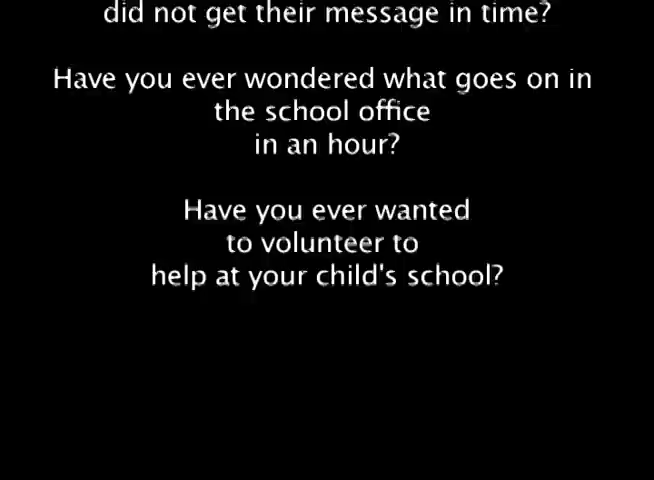 did not get their message in time?
Have you ever wondered what goes on in
the school office
in an hour?
Have you ever wanted
to volunteer to
help at your child's school?